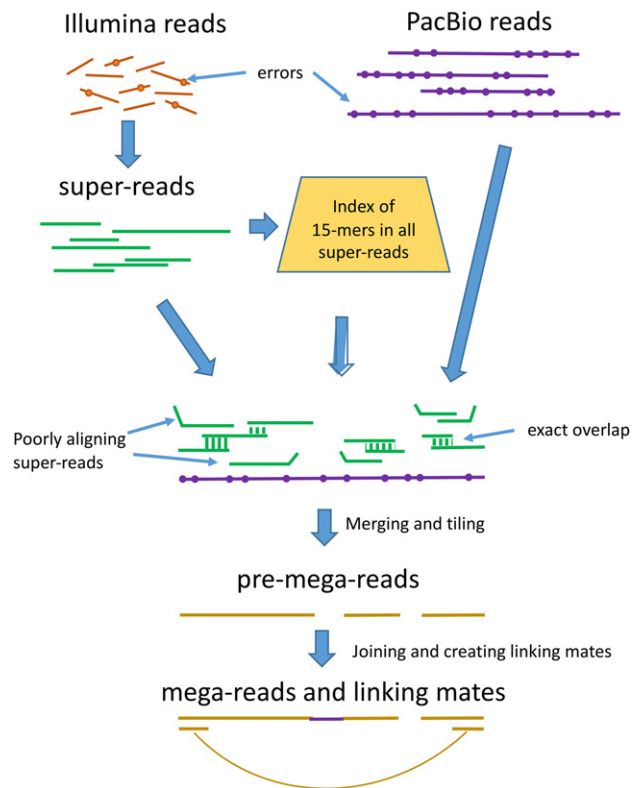 Illumina reads
PacBio reads
errors
super-reads
Index of
15-mers in all
super-reads
Poorly aligning
super-reads
exact overlap
Merging and tiling
pre-mega-reads
Joining and creating linking mates
mega-reads and linking mates